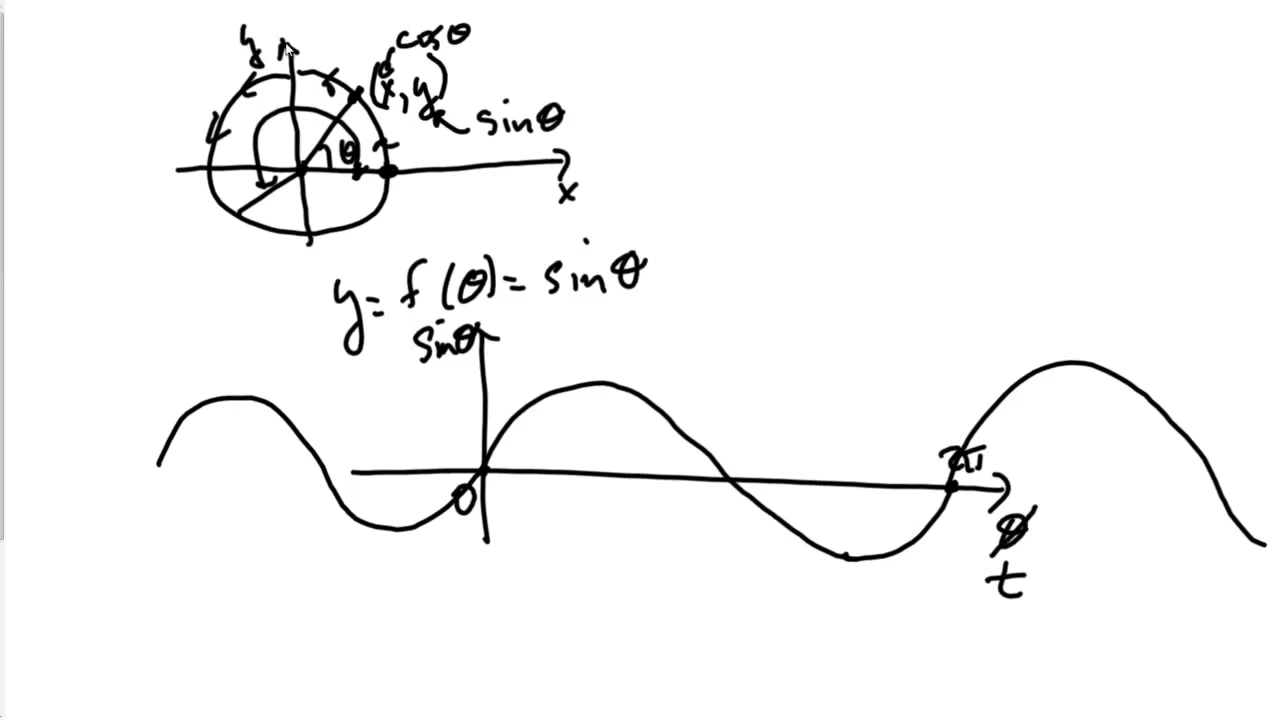 y
cosθ
(x, y)
sinθ
θ
x
y = f(θ) = sinθ
sinθ
2π
0
θ
t